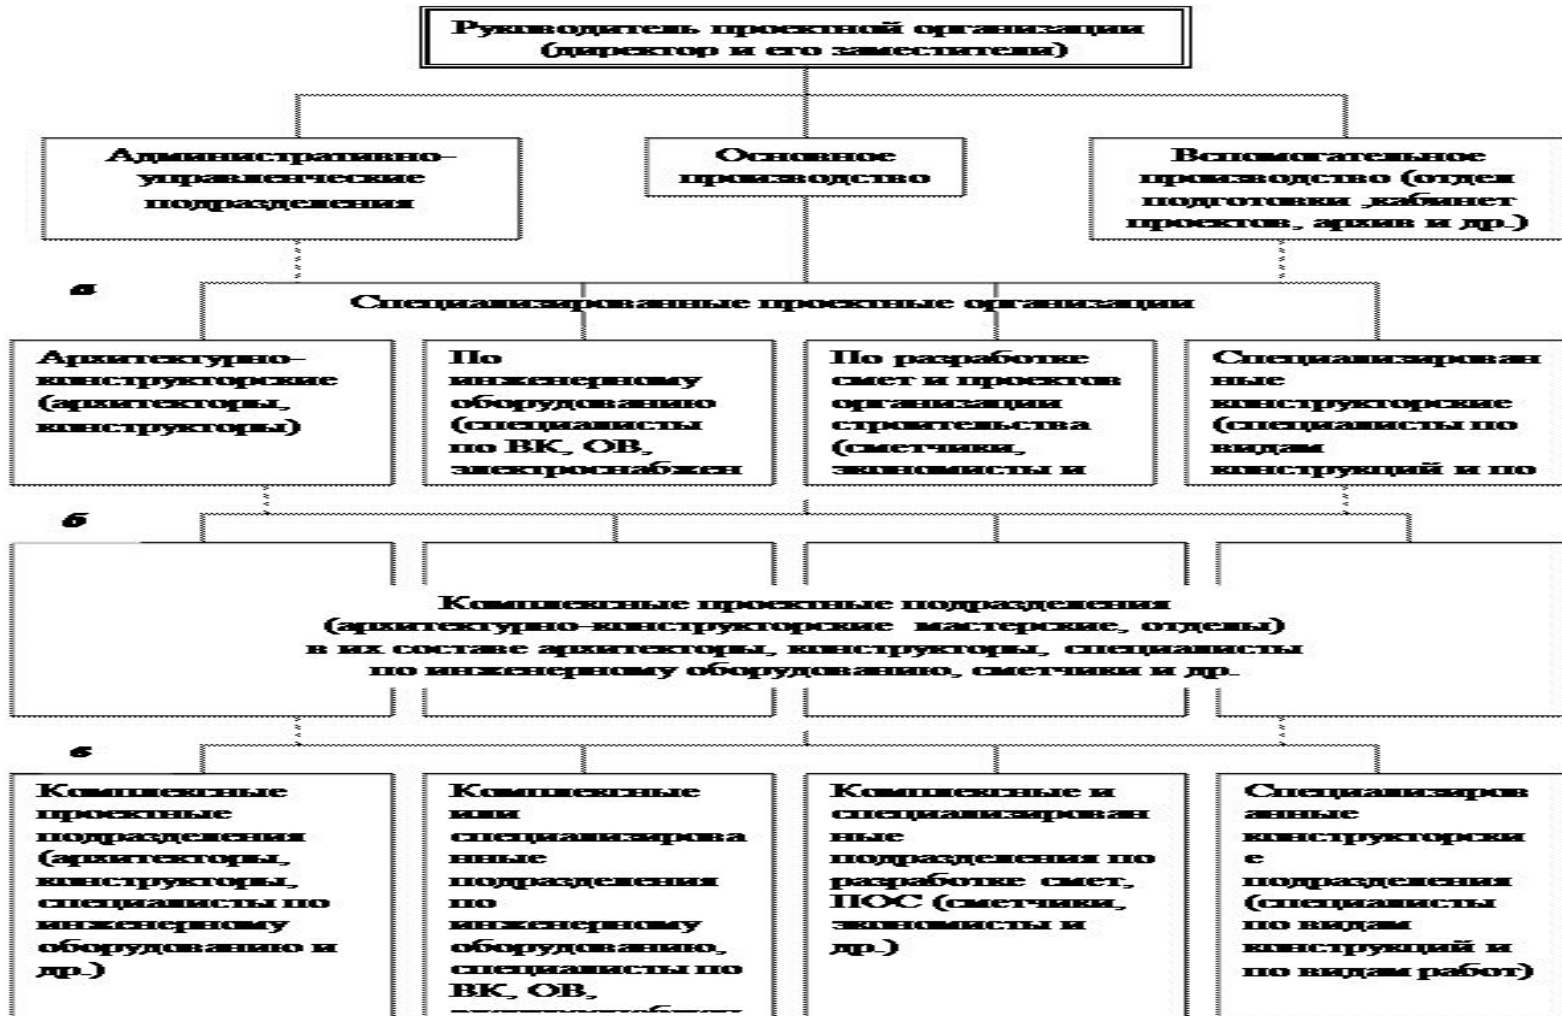 Руководитель проектной организации
(директор и его заместители)
Административно–
управленческие
подразделения
Основное
производство
Вспомогательное
производство (отдел
подготовки ,кабинет
проектов, архив и др.)
а
Специализированные проектные организации
Архитектурно–
конструкторские
(архитекторы,
конструкторы)
По
инженерному
оборудованию
(специалисты
по ВК, ОВ,
электроснабжен
По разработке
смет и проектов
организации
строительства
(сметчики,
экономисты и
Специализирован
ные
конструкторские
(специалисты по
видам
конструкций и по
б
Комплексные проектные подразделения
(архитектурно–конструкторские мастерские, отделы)
в их составе архитекторы, конструкторы, специалисты
по инженерному оборудованию, сметчики и др.
в
Комплексные
проектные
подразделения
(архитекторы,
конструкторы,
специалисты по
инженерному
оборудованию и
др.)
Комплексные
или
специализирова
нные
подразделения
по
инженерному
оборудованию,
специалисты по
ВК, ОВ,
Комплексные и
специализирован
ные
подразделения по
разработке смет,
ПОС (сметчики,
экономисты и
др.)
Специализиров
анные
конструкторски
е
подразделения
(специалисты
по видам
конструкций и
по видам работ)